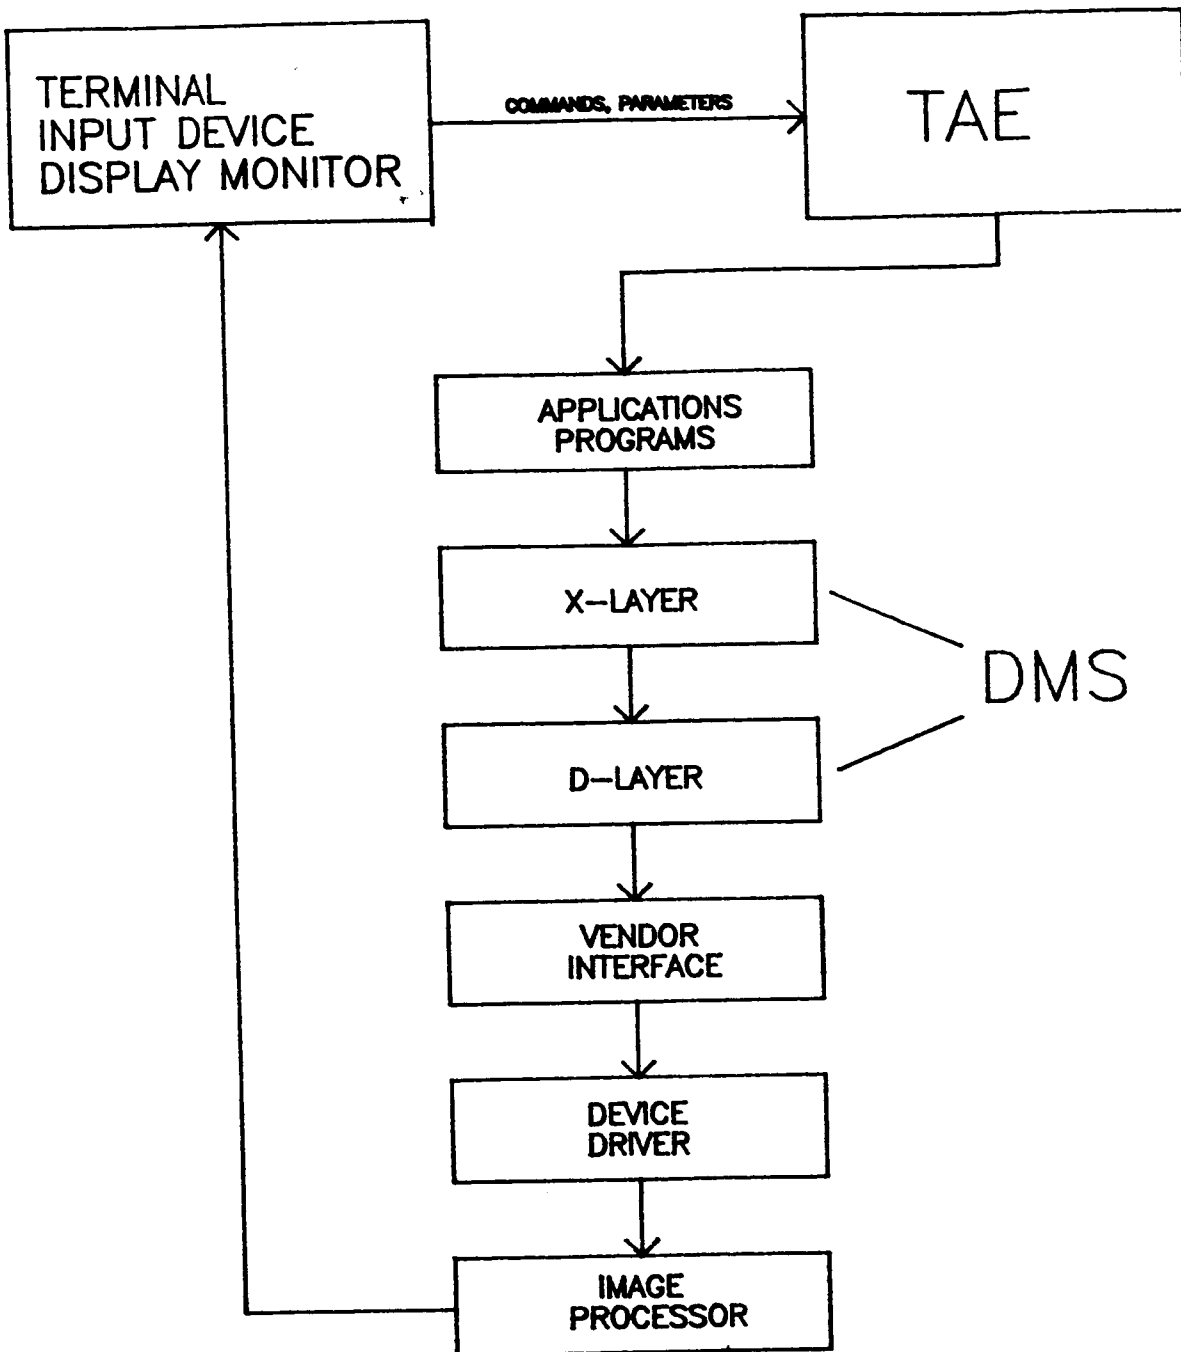 TERMINAL
INPUT DEVICE
DISPLAY MONITOR
COMMANDS, PARAMETERS
TAE
APPLICATIONS
PROGRAMS
X-LAYER
DMS
D-LAYER
VENDOR
INTERFACE
DEVICE
DRIVER
IMAGE
PROCESSOR